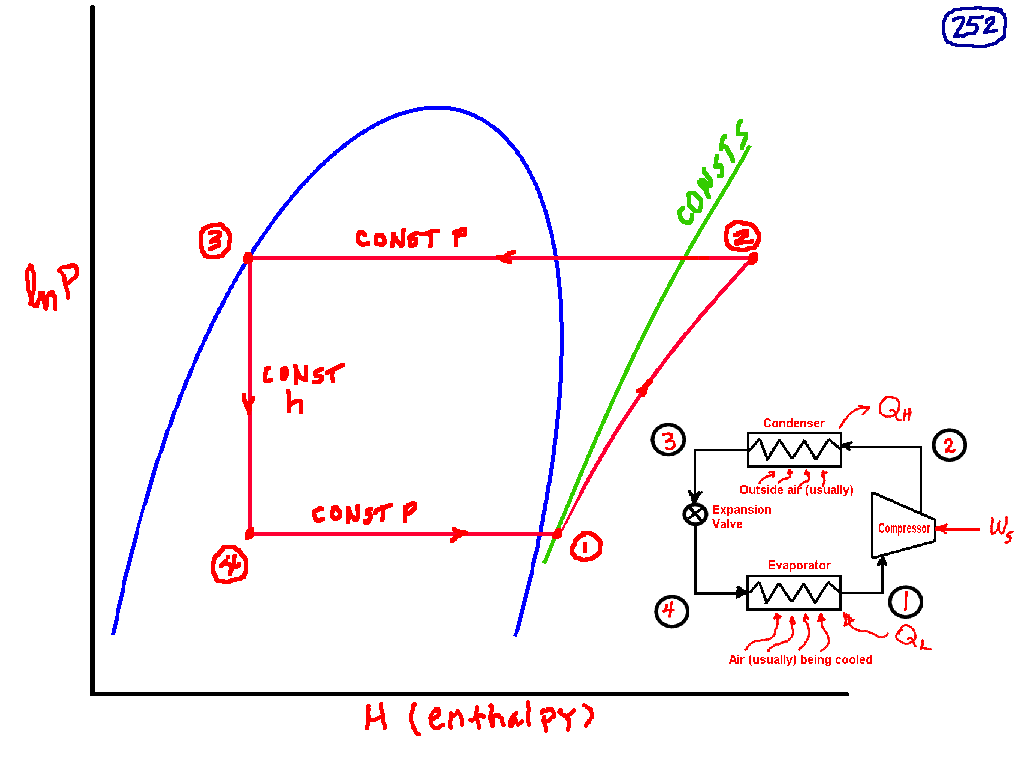 252
CONST S
3
CONST P
2
ln P
CONST
h
CONST P
4
1
H (enthalpy)
QH
Condenser
3
2
Outside air (usually)
Expansion
Valve
Compressor
Ws
Evaporator
4
1
QL
Air (usually) being cooled